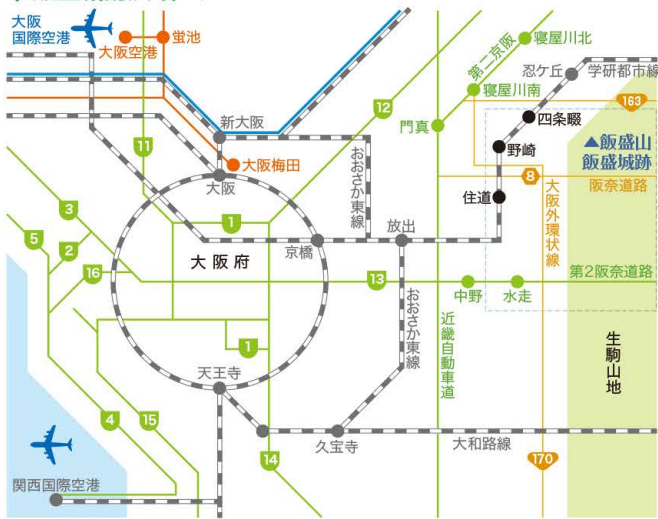 大阪
国際空港
大阪空港
蛍池
寝屋川北
第二京阪
忍ケ丘
学研都市線
寝屋川南
163
12
新大阪
門真
四条畷
▲飯盛山
飯盛城跡
11
野崎
大阪梅田
おおさか東線
8
阪奈道路
大阪
住道
大阪外環状線
3
1
放出
5
2
大阪府
京橋
16
13
第2阪奈道路
中野
水走
おおさか東線
近畿自動車道
1
生駒山地
天王寺
4
15
久宝寺
大和路線
14
170
関西国際空港